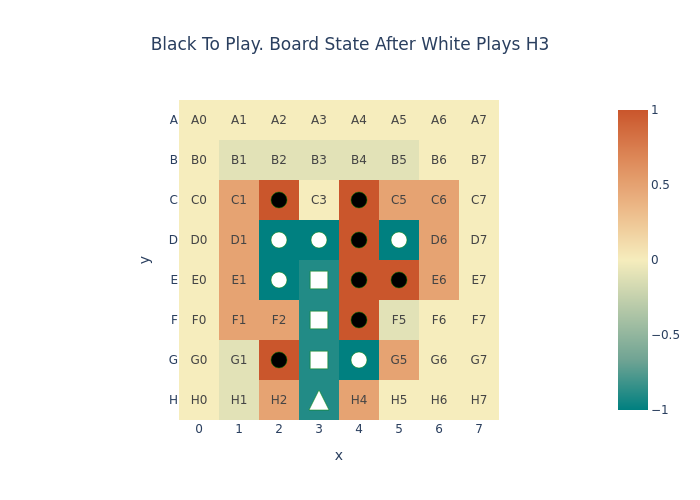 Black To Play. Board State After White Plays H3
A A0 A1 A2 A3 A4 A5 A6 A7
B B0 B1 B2 B3 B4 B5 B6 B7
C C0 C1 C3 C5 C6 C7
D D0 D1 D6 D7
E E0 E1 E6 E7
F F0 F1 F2 F5 F6 F7
G G0 G1 G5 G6 G7
H H0 H1 H2 H4 H5 H6 H7
0 1 2 3 4 5 6 7
x
y
1
0.5
0
−0.5
−1